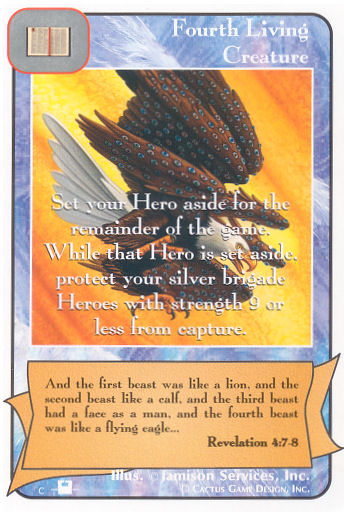 Fourth Living
Creature
Set your Hero aside for the
remainder of the game.
While that Hero is set aside,
protect your silver brigade
Heroes with strength 9 or
less from capture.
And the first beast was like a lion, and the
second beast like a calf, and the third beast
had a face as a man, and the fourth beast
was like a flying eagle...
Revelation 4:7-8
Illus. ©Jamison Services, Inc.
C
© Cactus Game Design, Inc.